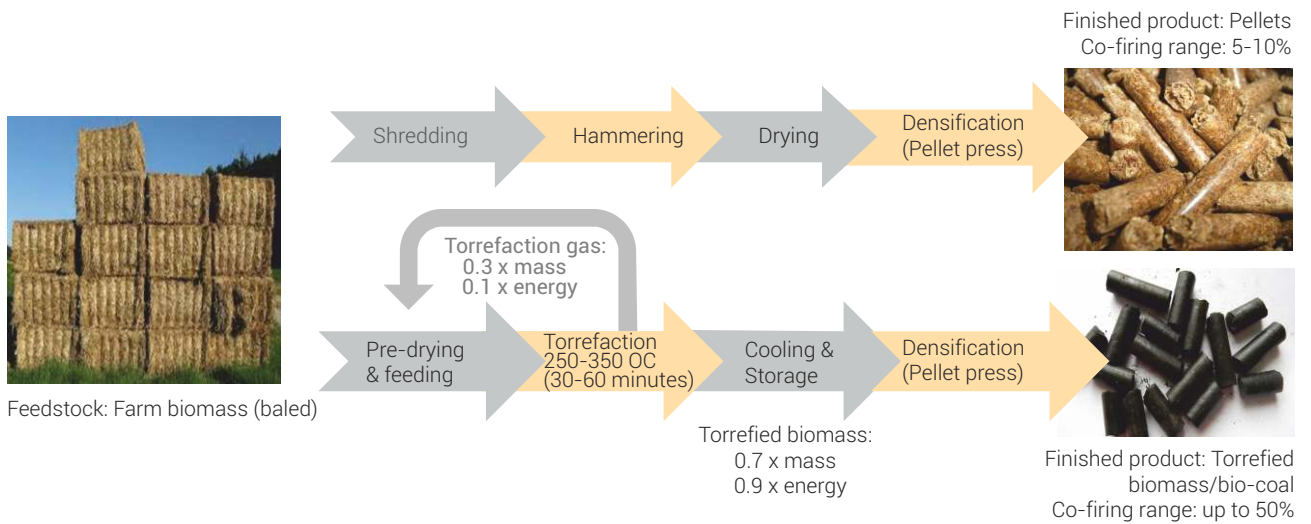 Finished product: Pellets
Co-firing range: 5-10%
Shredding
Hammering
Drying
Densification
(Pellet press)
Torrefaction gas:
0.3 x mass
0.1 x energy
Pre-drying
& feeding
Torrefaction
250-350 OC
(30-60 minutes)
Cooling &
Storage
Densification
(Pellet press)
Feedstock: Farm biomass (baled)
Torrefied biomass:
0.7 x mass
0.9 x energy
Finished product: Torrefied
biomass/bio-coal
Co-firing range: up to 50%